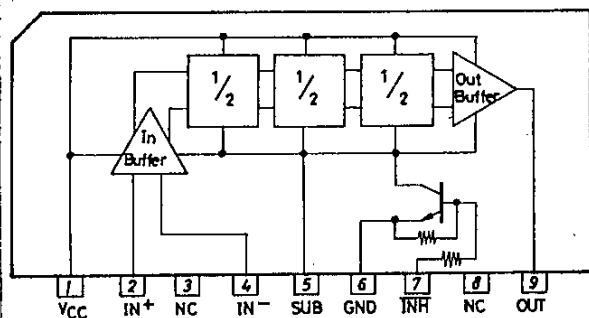 1/2 1/2 1/2
Out Buffer
In Buffer
1 2 3 4 5 6 7 8 9
VCC IN+ NC IN− SUB GND INH NC OUT